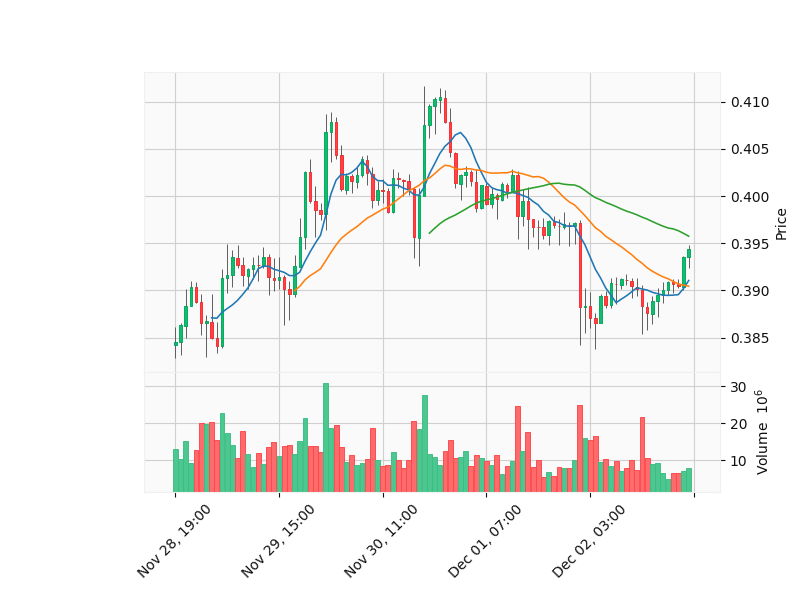 0.410
0.405
0.400
0.395
0.390
0.385
Price
30
20
10
Volume 10^6
Nov 28, 19:00
Nov 29, 15:00
Nov 30, 11:00
Dec 01, 07:00
Dec 02, 03:00